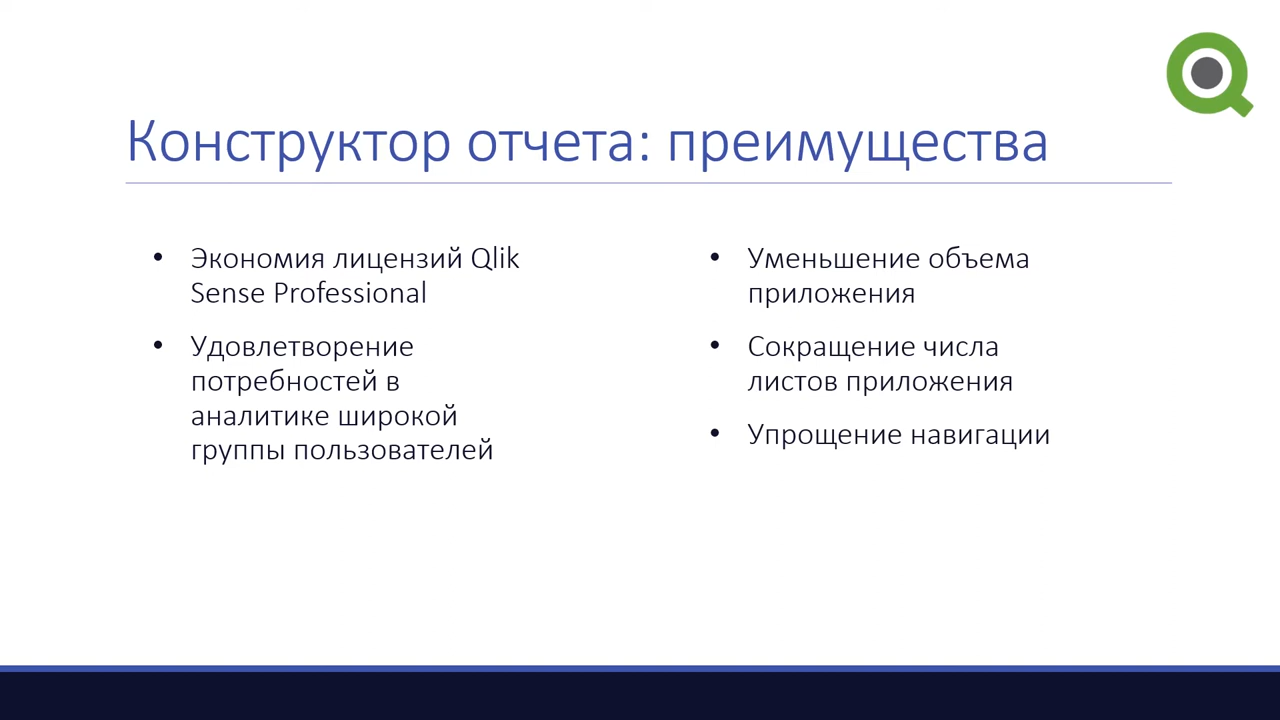 Конструктор отчета: преимущества
• Экономия лицензий Qlik
Sense Professional
• Удовлетворение
потребностей в
аналитике широкой
группы пользователей
• Уменьшение объема
приложения
• Сокращение числа
листов приложения
• Упрощение навигации